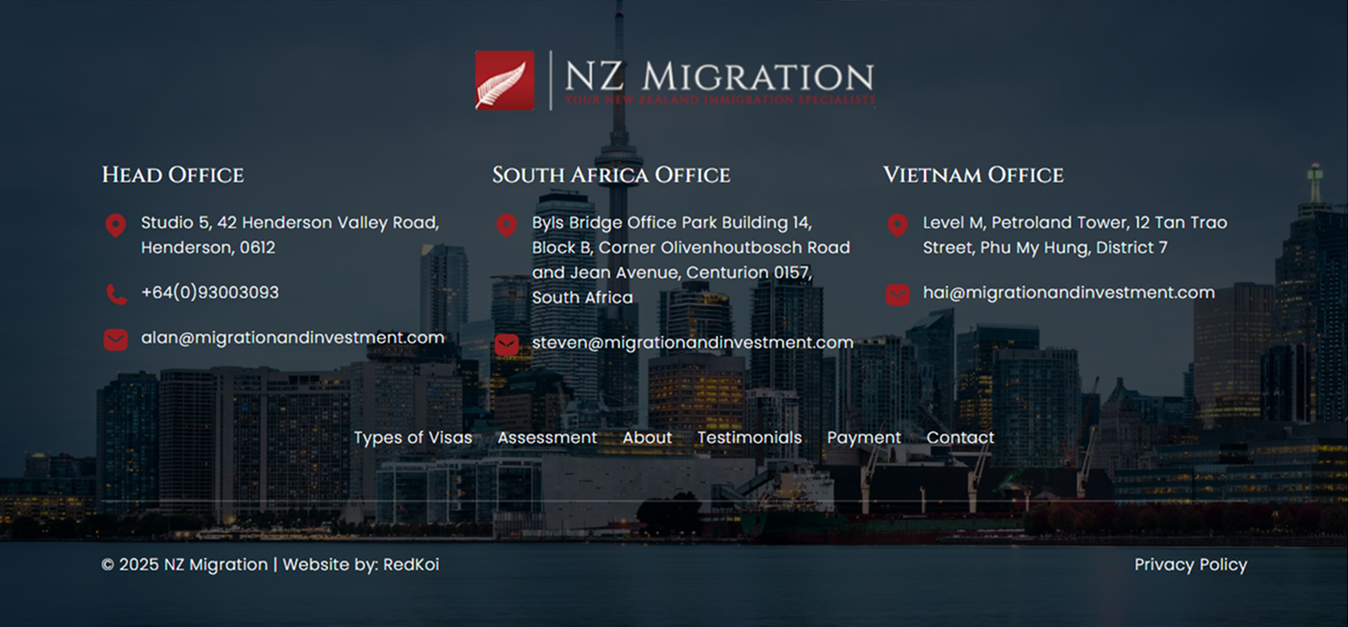 NZ Migration
YOUR NEW ZEALAND IMMIGRATION SPECIALISTS
Head Office
Studio 5, 42 Henderson Valley Road,
Henderson, 0612
+64(0)93003093
alan@migrationandinvestment.com
South Africa Office
Byls Bridge Office Park Building 14,
Block B, Corner Olivenhoutbosch Road
and Jean Avenue, Centurion 0157,
South Africa
steven@migrationandinvestment.com
Vietnam Office
Level M, Petroland Tower, 12 Tan Trao
Street, Phu My Hung, District 7
hai@migrationandinvestment.com
Types of Visas Assessment About Testimonials Payment Contact
© 2025 NZ Migration | Website by: RedKoi
Privacy Policy